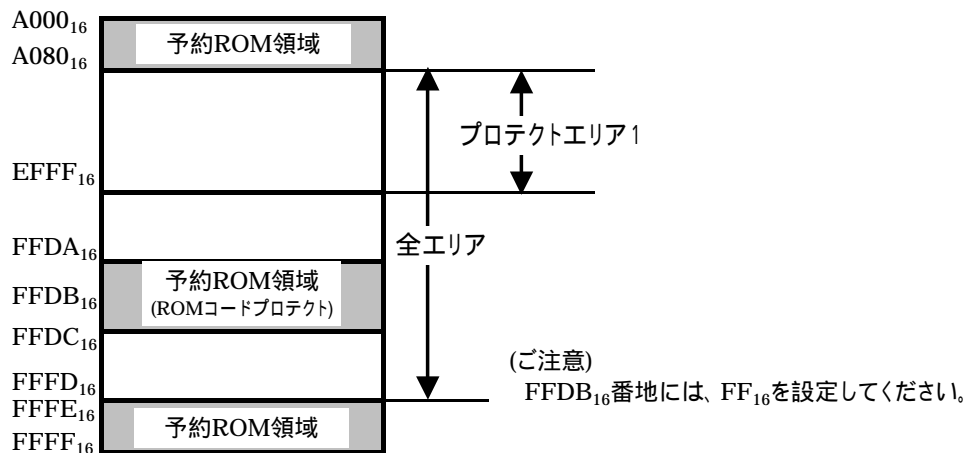 A000₁₆
予約ROM領域
A080₁₆
プロテクトエリア1
EFFF₁₆
全エリア
FFDA₁₆
予約ROM領域
(ROMコードプロテクト)
FFDB₁₆
FFDC₁₆
(ご注意)
FFDB₁₆番地には、FF₁₆を設定してください。
FFFD₁₆
FFFE₁₆
予約ROM領域
FFFF₁₆